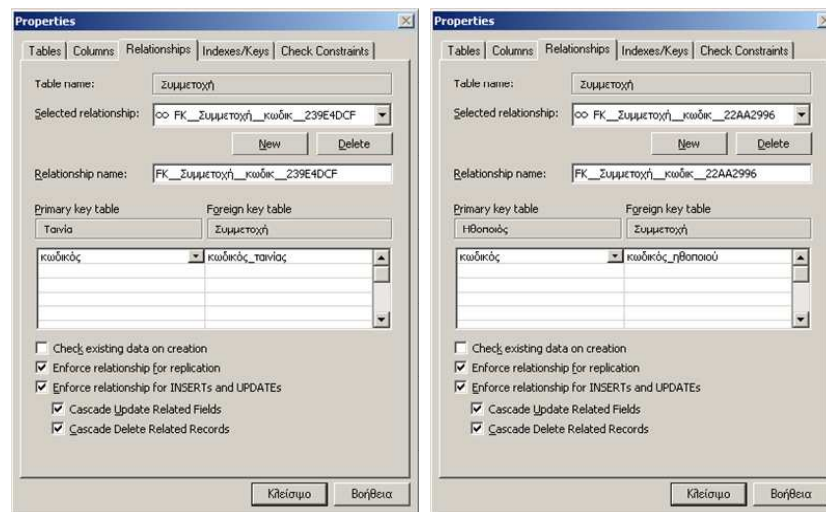 Properties
Tables Columns Relationships Indexes/Keys Check Constraints
Table name: Συμμετοχή
Selected relationship: FK__Συμμετοχή__κωδικ__239E4DCF
New Delete
Relationship name: FK__Συμμετοχή__κωδικ__239E4DCF
Primary key table Foreign key table
Ταινία Συμμετοχή
κωδικός κωδικός_ταινίας
Check existing data on creation
Enforce relationship for replication
Enforce relationship for INSERTs and UPDATEs
Cascade Update Related Fields
Cascade Delete Related Records
Κλείσιμο Βοήθεια
Properties
Tables Columns Relationships Indexes/Keys Check Constraints
Table name: Συμμετοχή
Selected relationship: FK__Συμμετοχή__κωδικ__22AA2996
New Delete
Relationship name: FK__Συμμετοχή__κωδικ__22AA2996
Primary key table Foreign key table
Ηθοποιός Συμμετοχή
κωδικός κωδικός_ηθοποιού
Check existing data on creation
Enforce relationship for replication
Enforce relationship for INSERTs and UPDATEs
Cascade Update Related Fields
Cascade Delete Related Records
Κλείσιμο Βοήθεια